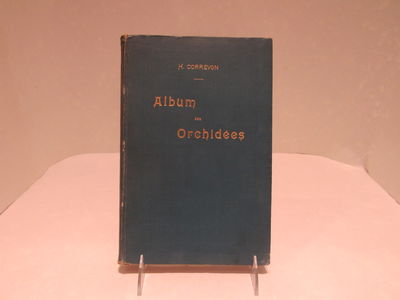 H. CORREVON
Album
DES
Orchidées